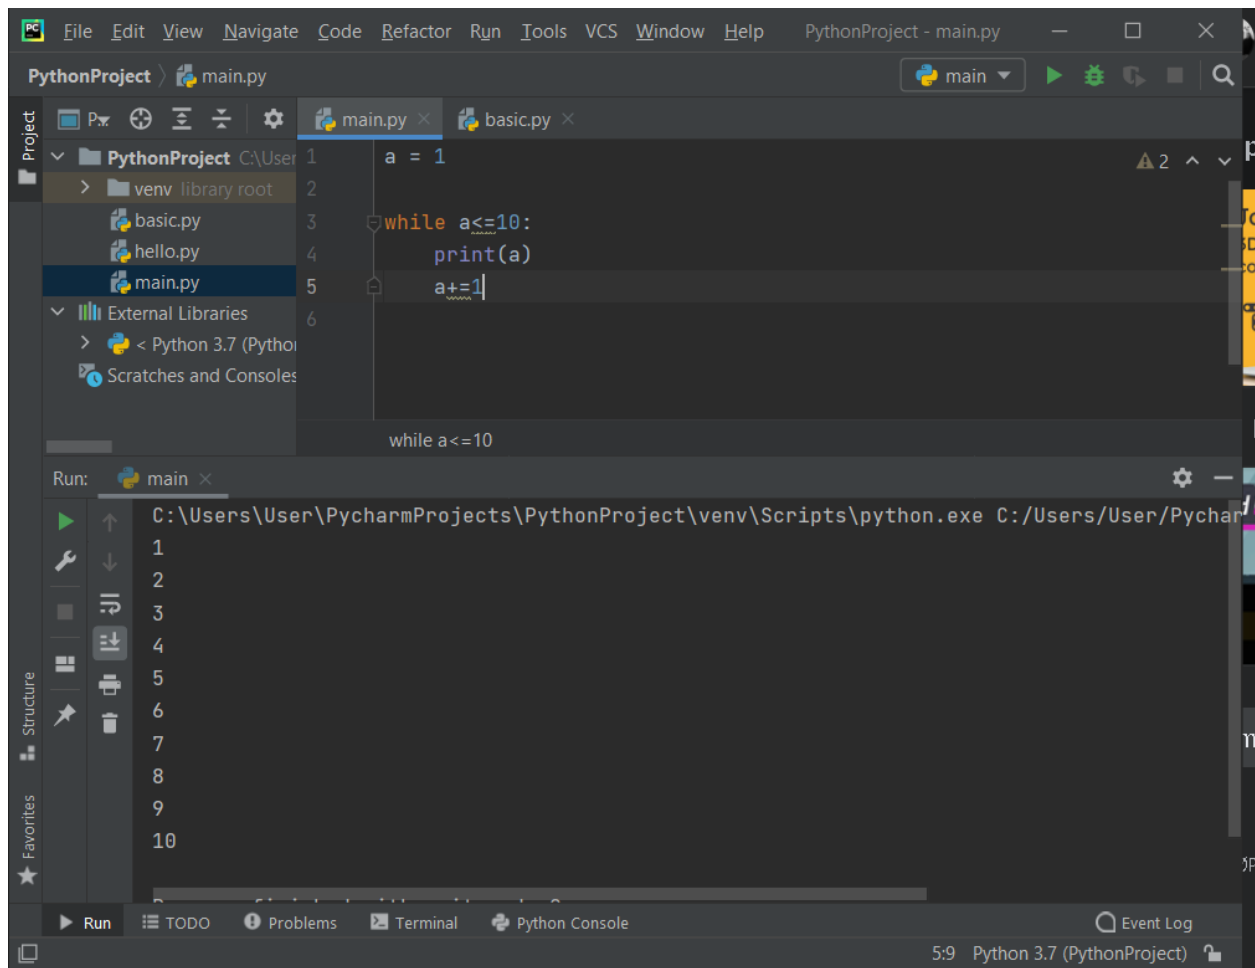 PC
File Edit View Navigate Code Refactor Run Tools VCS Window Help PythonProject - main.py
PythonProject main.py main
Project
P
main.py basic.py
PythonProject C:\User
venv library root
basic.py
hello.py
main.py
External Libraries
< Python 3.7
Scratches and Consoles
1 a = 1
2
3 while a<=10:
4 print(a)
5 a+=1
6
2
while a<=10
Run: main
C:\Users\User\PycharmProjects\PythonProject\venv\Scripts\python.exe C:/Users/User/Pychar
1
2
3
4
5
6
7
8
9
10
Structure
Favorites
Run TODO Problems Terminal Python Console Event Log
5:9 Python 3.7 (PythonProject)